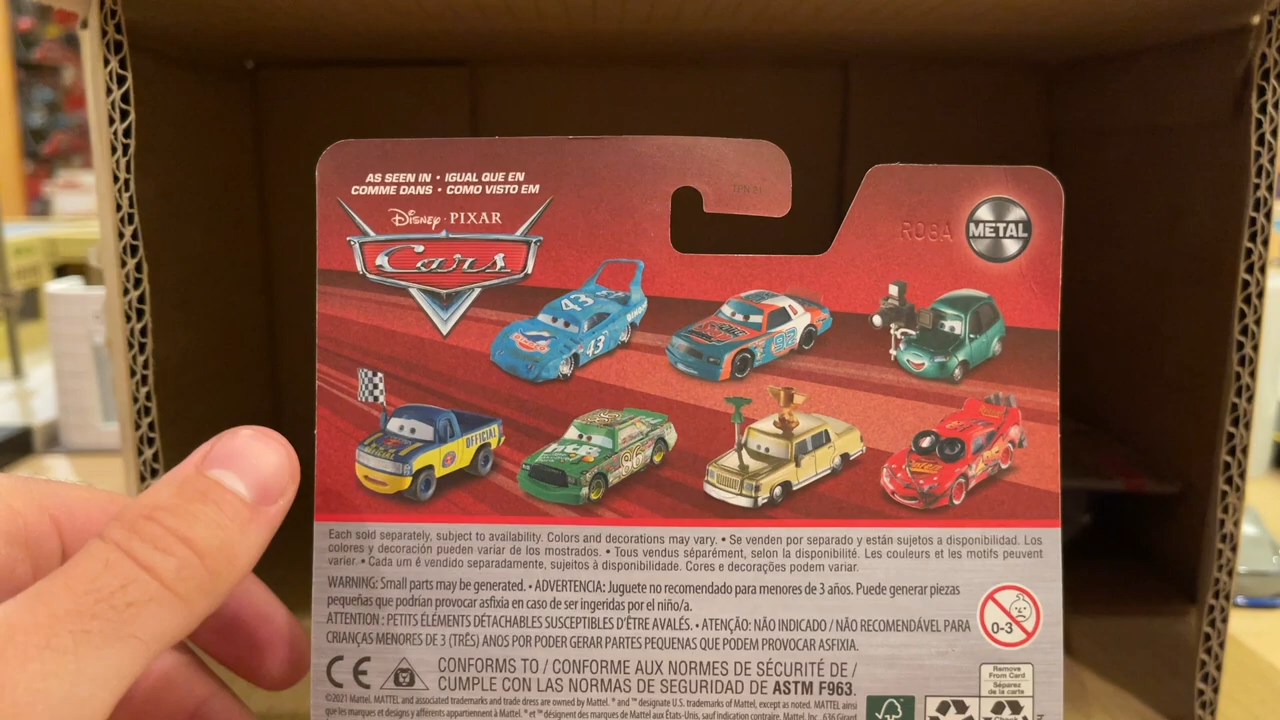 AS SEEN IN • IGUAL QUE EN
COMME DANS • COMO VISTO EM
Disney • PIXAR
Cars
R08A
METAL
43
43
DINOCO
92
OFFICIAL
86
Each sold separately, subject to availability. Colors and decorations may vary. • Se venden por separado y están sujetos a disponibilidad. Los
colores y decoración pueden variar de los mostrados. • Tous vendus séparément, selon la disponibilité. Les couleurs et les motifs peuvent
varier. • Cada um é vendido separadamente, sujeitos à disponibilidade. Cores e decorações podem variar.
WARNING: Small parts may be generated. • ADVERTENCIA: Juguete no recomendado para menores de 3 años. Puede generar piezas
pequeñas que podrían provocar asfixia en caso de ser ingeridas por el niño/a.
ATTENTION : PETITS ÉLÉMENTS DÉTACHABLES SUSCEPTIBLES D'ÊTRE AVALÉS. • ATENÇÃO: NÃO INDICADO / NÃO RECOMENDÁVEL PARA
CRIANÇAS MENORES DE 3 (TRÊS) ANOS POR PODER GERAR PARTES PEQUENAS QUE PODEM PROVOCAR ASFIXIA.
0-3
CE
CONFORMS TO / CONFORME AUX NORMES DE SÉCURITÉ DE /
CUMPLE CON LAS NORMAS DE SEGURIDAD DE ASTM F963.
Remove
From Card
Séparez
de la carte
©2021 Mattel. MATTEL and associated trademarks and trade dress are owned by Mattel. ® and ™ designate U.S. trademarks of Mattel, except as noted. MATTEL ainsi
que les marques et designs y afférents appartiennent à Mattel. ® et ™ désignent des marques de Mattel aux États-Unis, sauf indication contraire. Mattel, Inc., 636 Girard